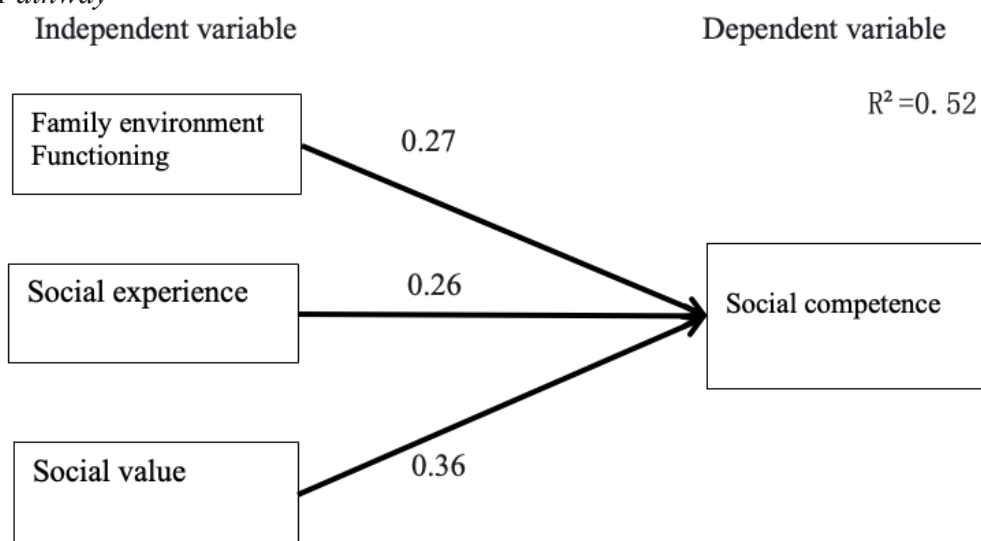 Pathway
Independent variable
Dependent variable
R²=0. 52
Family environment
Functioning
0.27
Social experience
0.26
Social competence
Social value
0.36